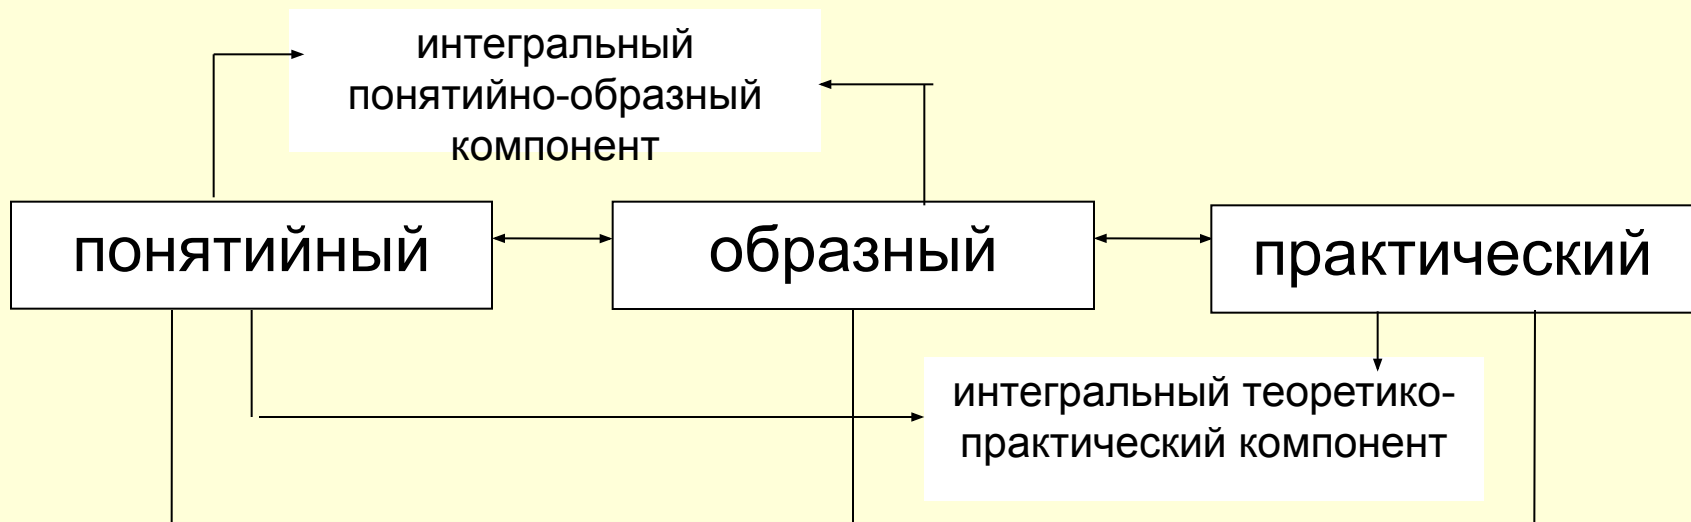 интегральный
понятийно-образный
компонент
понятийный
образный
практический
интегральный теоретико-
практический компонент